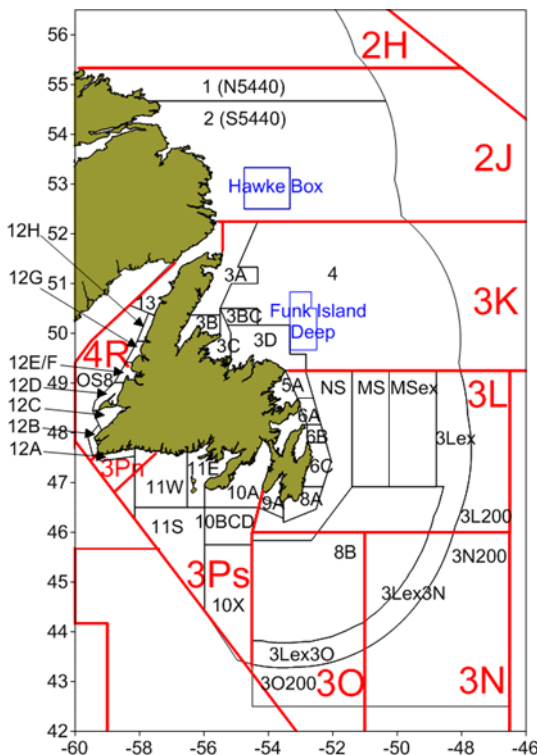 56
2H
55
1 (N5440)
2 (S5440)
54
2J
53
Hawke Box
52
12H
3A
4
51
12G
13
3K
Funk Island
Deep
3B
3BC
50
3C
3D
4R
12E/F
OS8
49
5A
NS
MS
MSex
3L
12D
12C
6A
48
12B
6B
3Lex
12A
3Pn
11E
6C
47
11W
10A
9A
8A
3L200
11S
10BCD
46
8B
3N200
3Ps
45
10X
3Lex3N
44
3Lex3O
3O200
3O
3N
43
42
-60
-58
-56
-54
-52
-50
-48
-46